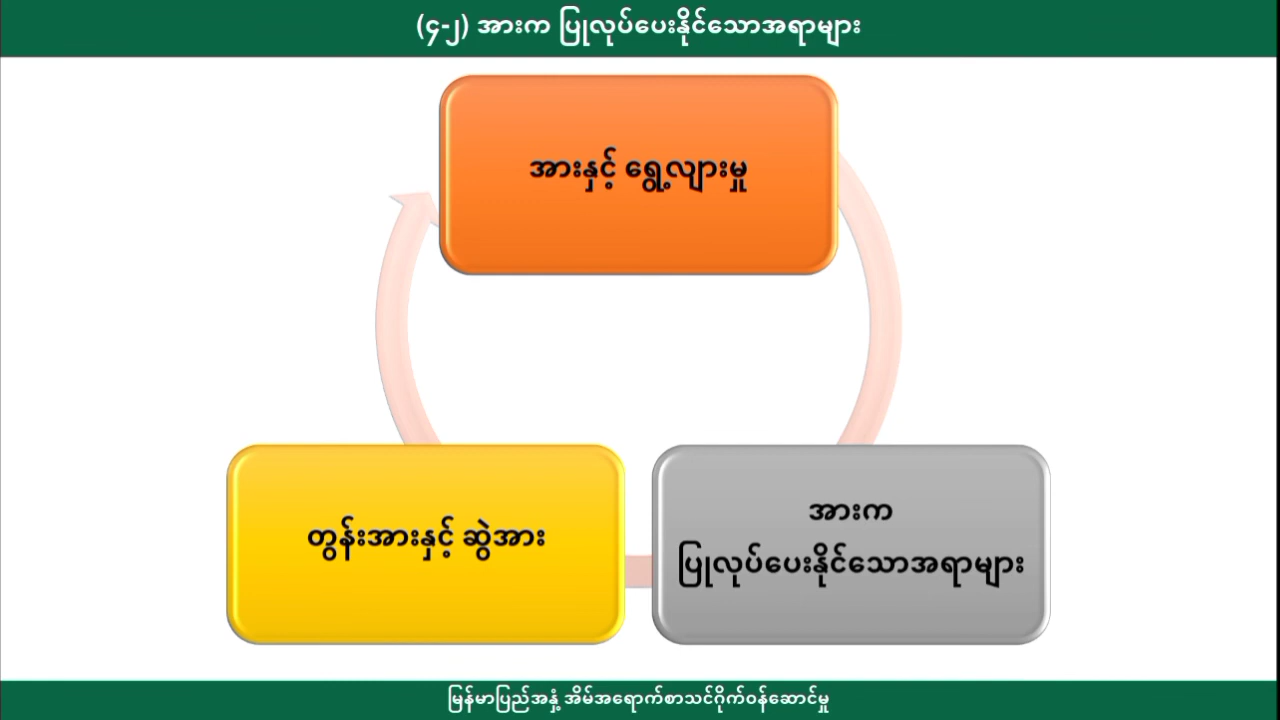 (၄-၂) အားက ပြုလုပ်ပေးနိုင်သောအရာများ
အားနှင့် ရွေ့လျားမှု
တွန်းအားနှင့် ဆွဲအား
အားက
ပြုလုပ်ပေးနိုင်သောအရာများ
မြန်မာပြည်အနှံ့ အိမ်အရောက်စာသင်ဂိုက်ဝန်ဆောင်မှု